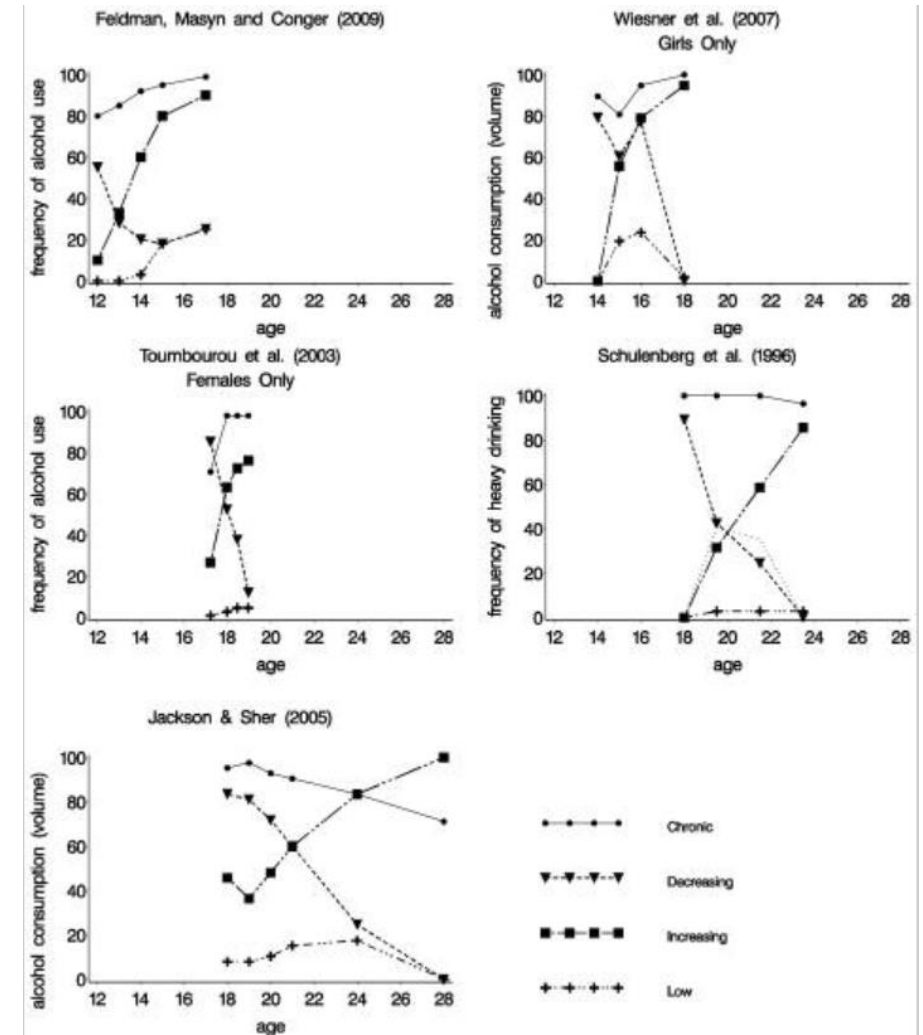 Feldman, Masyn and Conger (2009)
frequency of alcohol use
100
80
60
40
20
0
12 14 16 18 20 22 24 26 28
age
Wiesner et al. (2007)
Girls Only
alcohol consumption (volume)
100
80
60
40
20
0
12 14 16 18 20 22 24 26 28
age
Toumbourou et al. (2003)
Females Only
frequency of alcohol use
100
80
60
40
20
0
12 14 16 18 20 22 24 26 28
age
Schulenberg et al. (1996)
frequency of heavy drinking
100
80
60
40
20
0
12 14 16 18 20 22 24 26 28
age
Jackson & Sher (2005)
alcohol consumption (volume)
100
80
60
40
20
0
12 14 16 18 20 22 24 26 28
age
Chronic
Decreasing
Increasing
Low